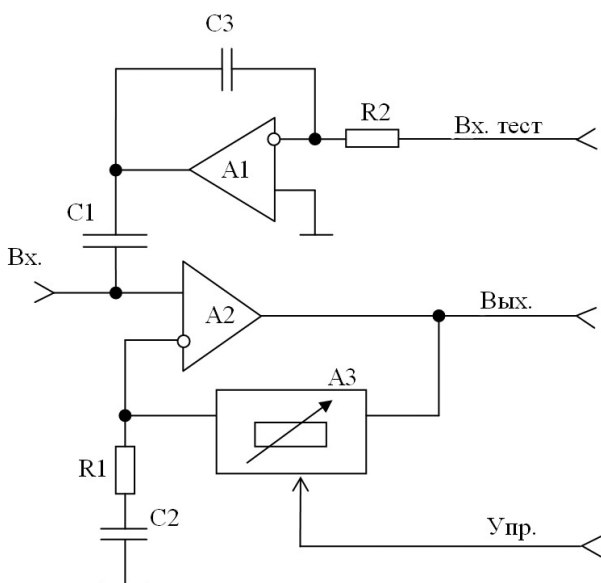 C3
R2
Вх. тест
A1
C1
Вх.
A2
Вых.
A3
R1
C2
Упр.